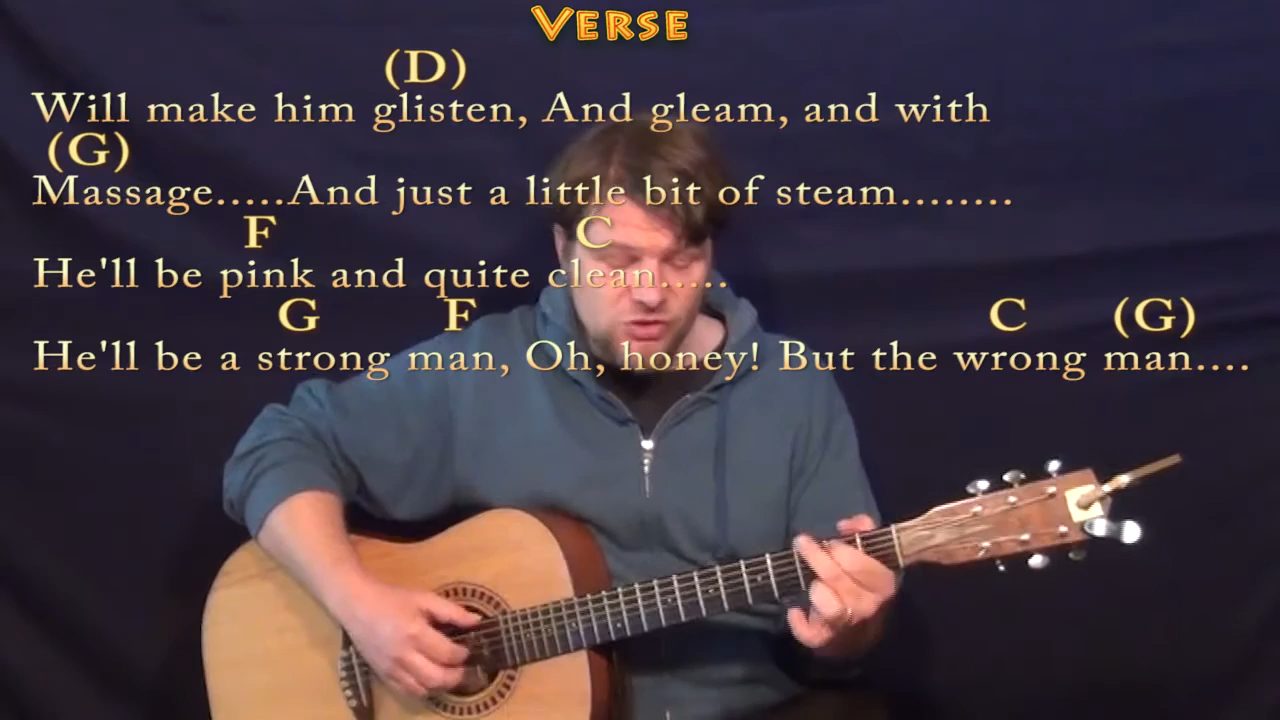 VERSE
(D)
Will make him glisten, And gleam, and with
(G)
Massage.....And just a little bit of steam........
F C
He'll be pink and quite clean.....
G F C (G)
He'll be a strong man, Oh, honey! But the wrong man....